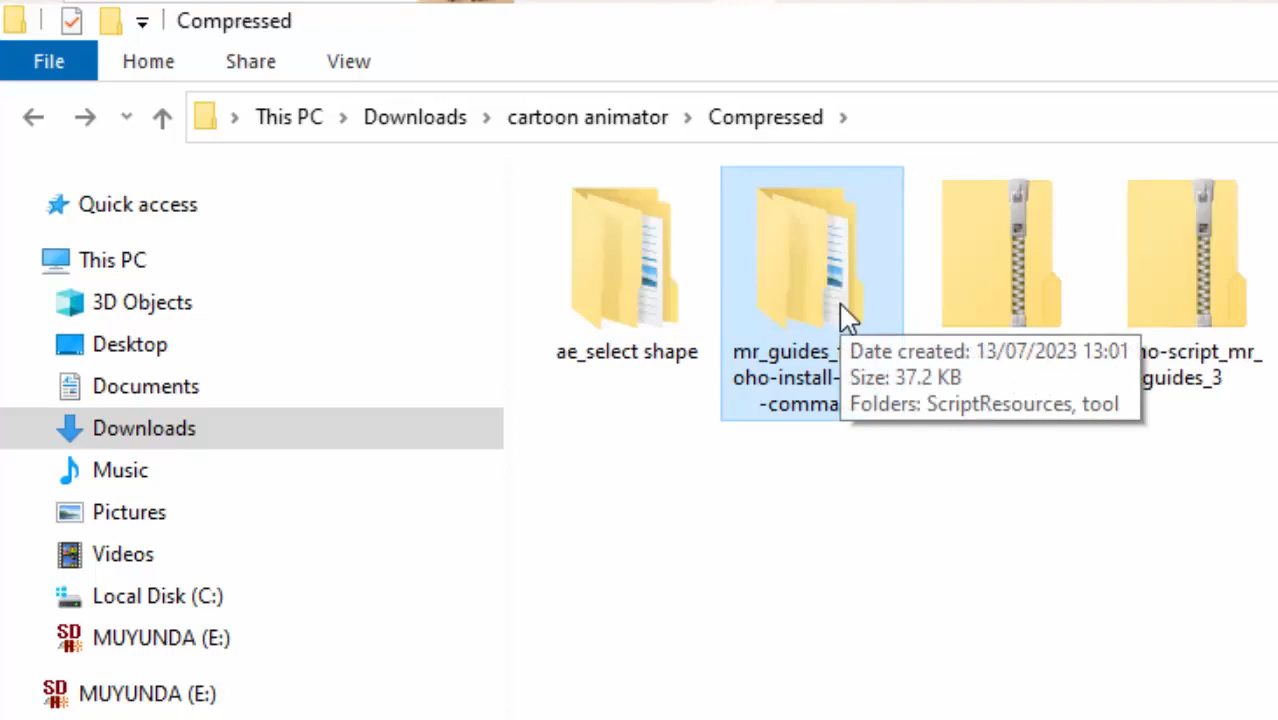 Compressed
File Home Share View
This PC Downloads cartoon animator Compressed
Quick access
This PC
3D Objects
Desktop
Documents
Downloads
Music
Pictures
Videos
Local Disk (C:)
MUYUNDA (E:)
MUYUNDA (E:)
ae_select shape
mr_guides_
oho-install-
-comma
Date created: 13/07/2023 13:01
Size: 37.2 KB
Folders: ScriptResources, tool
ho-script_mr_
guides_3